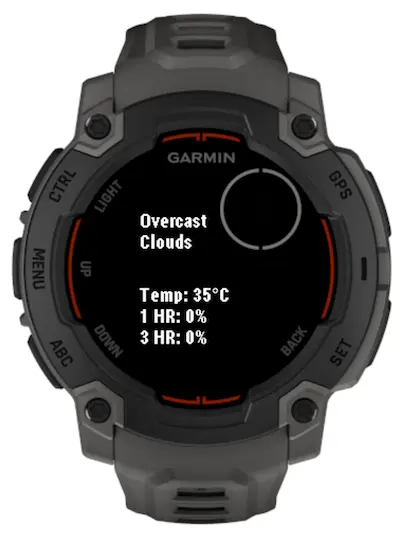 GARMIN
CTRL
LIGHT
GPS
MENU
UP
ABC
DOWN
BACK
SET
Overcast
Clouds
Temp: 35°C
1 HR: 0%
3 HR: 0%